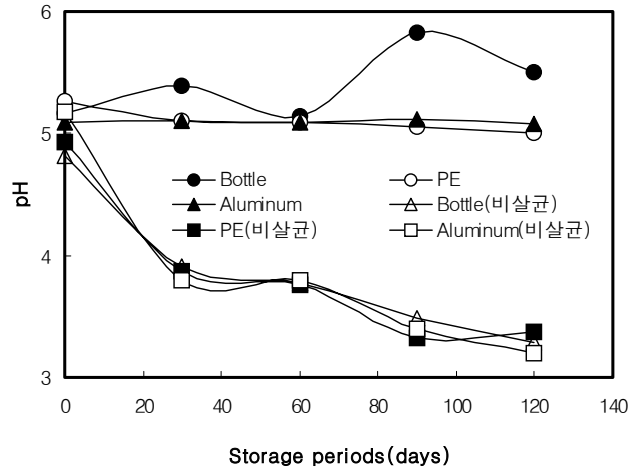 6
5
4
3
pH
Bottle
PE
Aluminum
Bottle(비살균)
PE(비살균)
Aluminum(비살균)
0 20 40 60 80 100 120 140
Storage periods(days)